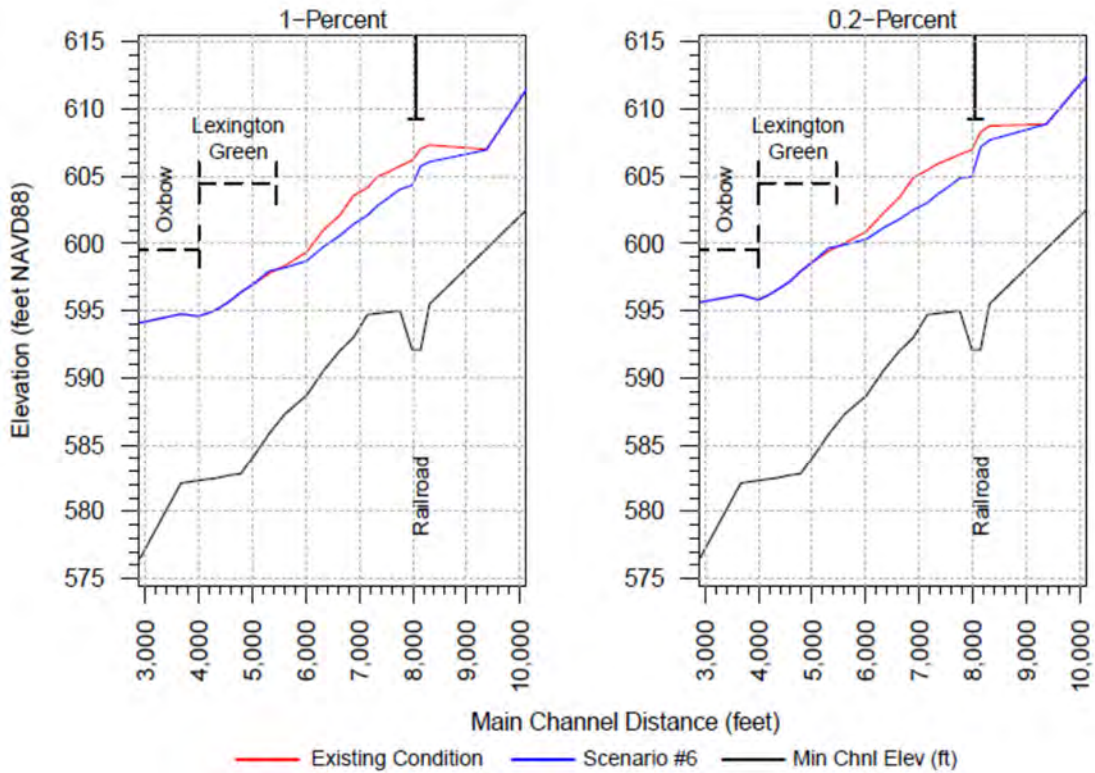 1−Percent
0.2−Percent
Elevation (feet NAVD88)
615
610
605
600
595
590
585
580
575
Lexington
Green
Oxbow
Railroad
3,000
4,000
5,000
6,000
7,000
8,000
9,000
10,000
615
610
605
600
595
590
585
580
575
Lexington
Green
Oxbow
Railroad
3,000
4,000
5,000
6,000
7,000
8,000
9,000
10,000
Main Channel Distance (feet)
Existing Condition
Scenario #6
Min Chnl Elev (ft)